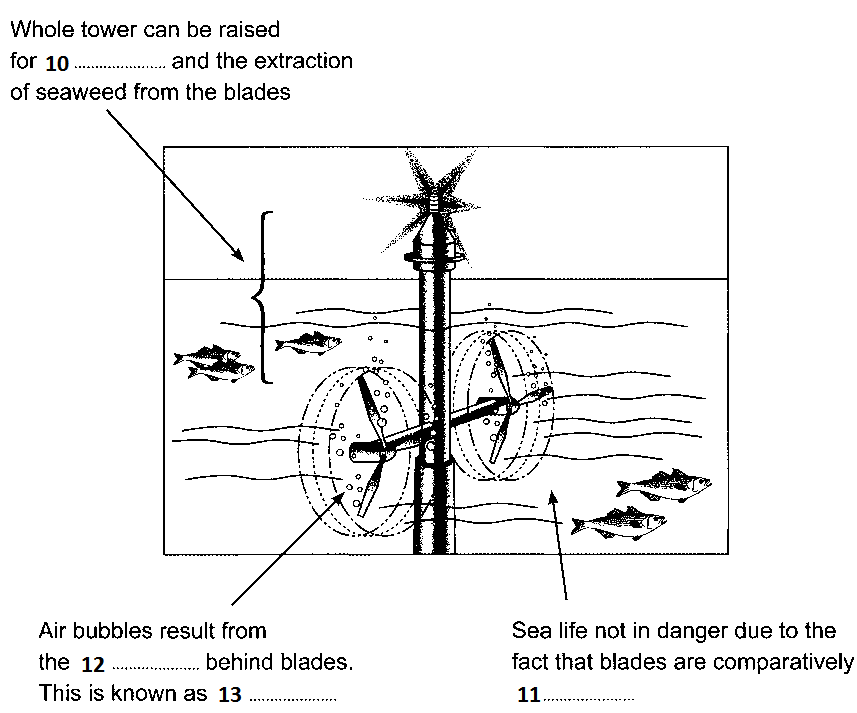 Whole tower can be raised
for 10 ...................... and the extraction
of seaweed from the blades
Air bubbles result from
the 12 ..................... behind blades.
This is known as 13 .....................
Sea life not in danger due to the
fact that blades are comparatively
11......................